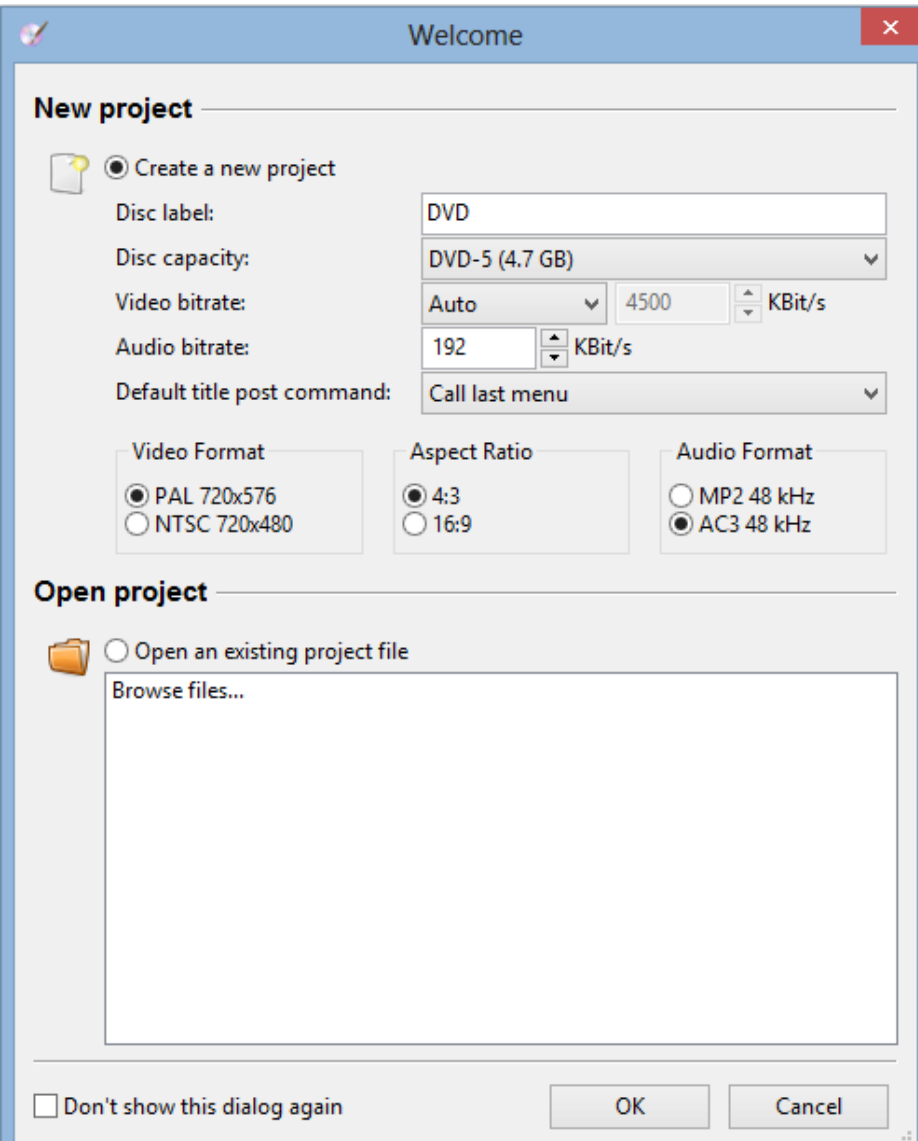 Welcome
New project
Create a new project
Disc label: DVD
Disc capacity: DVD-5 (4.7 GB)
Video bitrate: Auto 4500 KBit/s
Audio bitrate: 192 KBit/s
Default title post command: Call last menu
Video Format Aspect Ratio Audio Format
PAL 720x576 4:3 MP2 48 kHz
NTSC 720x480 16:9 AC3 48 kHz
Open project
Open an existing project file
Browse files...
Don't show this dialog again OK Cancel